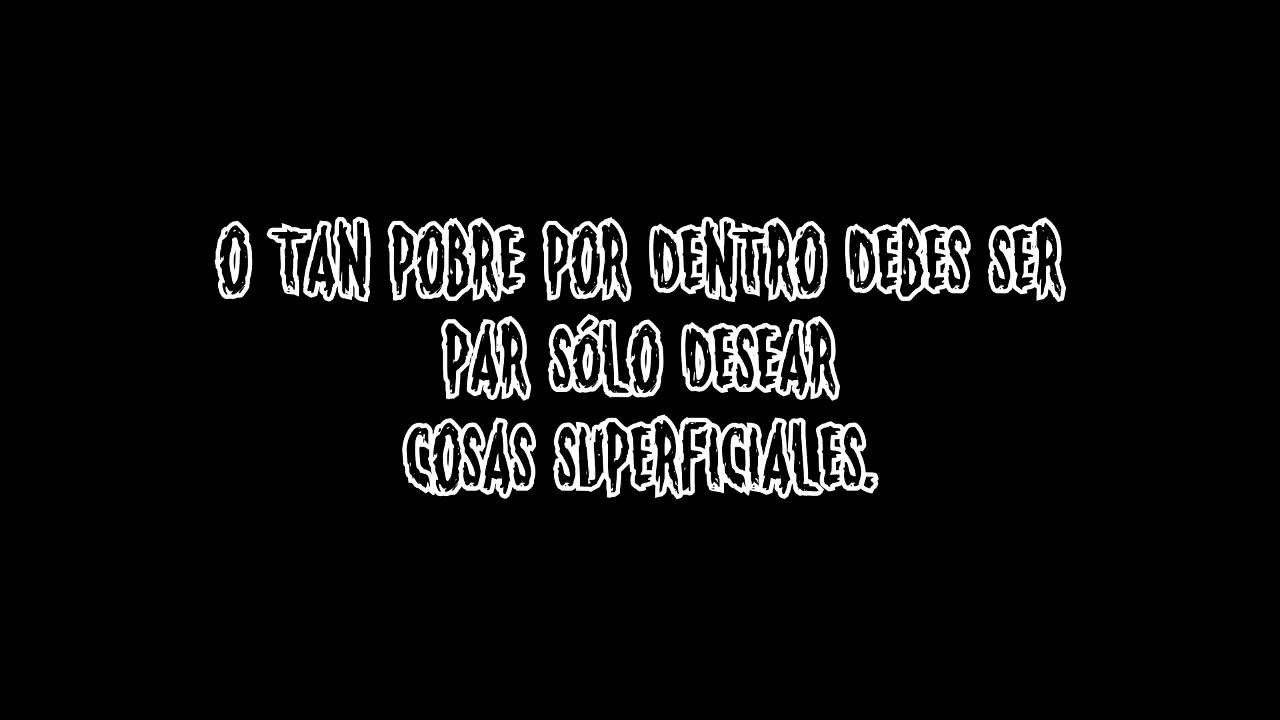 O TAN POBRE POR DENTRO DEBES SER
PAR SÓLO DESEAR
COSAS SUPERFICIALES.